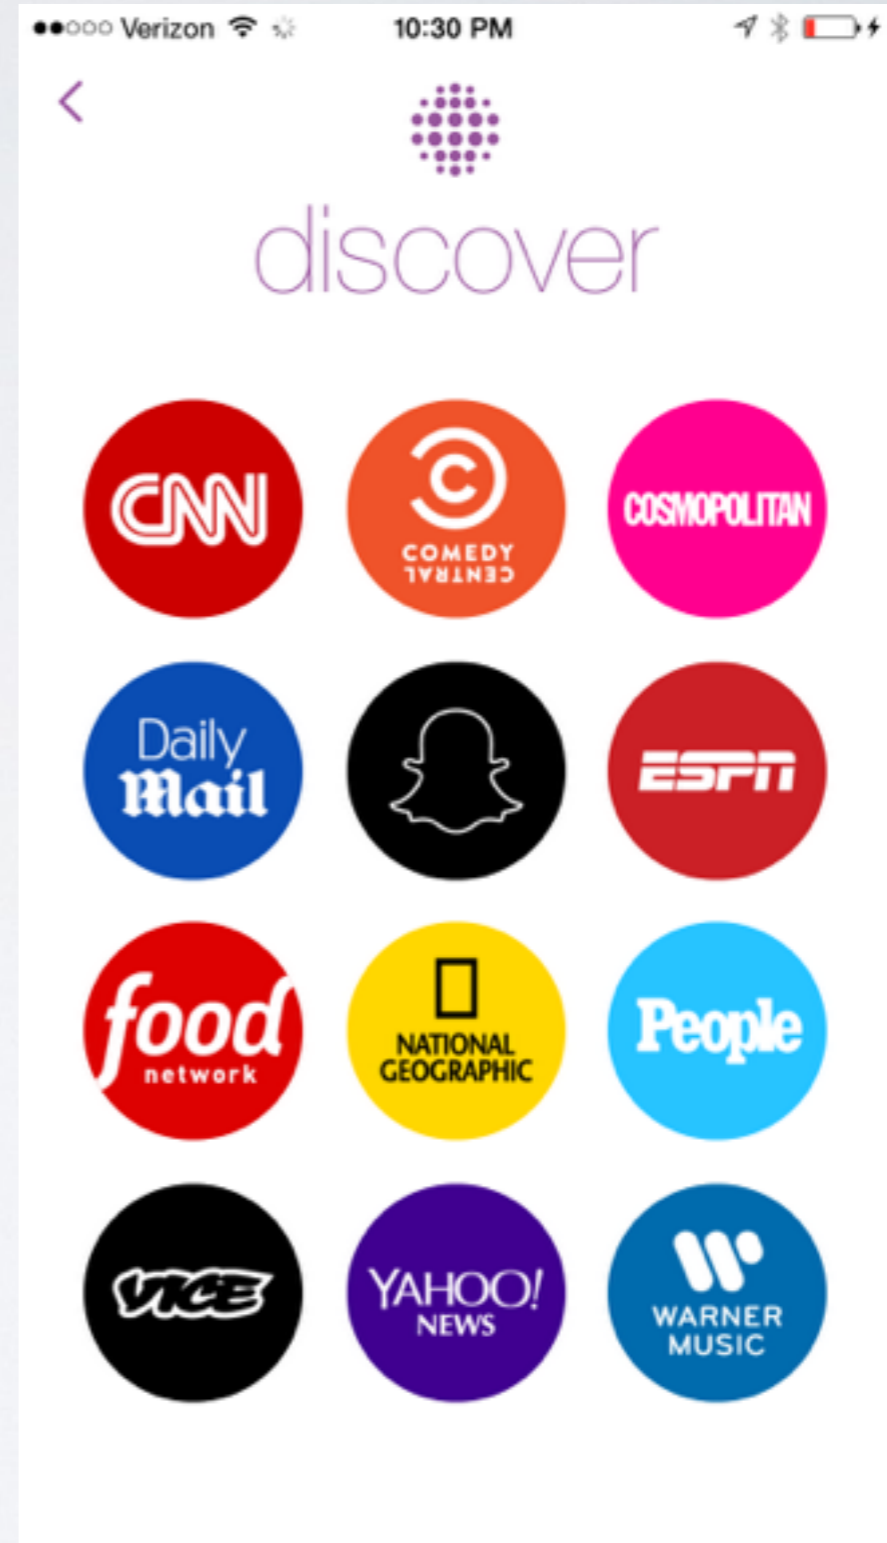 Verizon 10:30 PM
discover
CNN
COMEDY
CENTRAL
COSMOPOLITAN
Daily
Mail
ESPN
food
network
NATIONAL
GEOGRAPHIC
People
VICE
YAHOO!
NEWS
WARNER
MUSIC